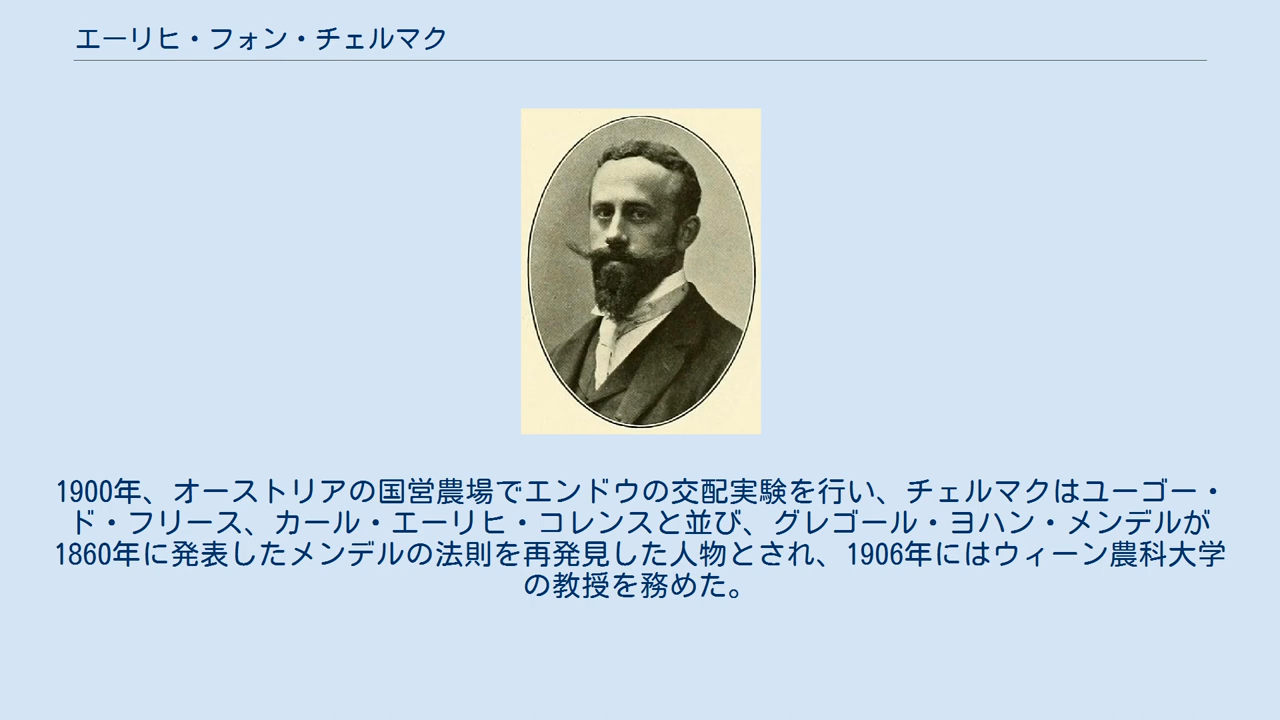 エーリヒ・フォン・チェルマク
1900年、オーストリアの国営農場でエンドウの交配実験を行い、チェルマクはユーゴー・
ド・フリース、カール・エーリヒ・コレンスと並び、グレゴール・ヨハン・メンデルが
1860年に発表したメンデルの法則を再発見した人物とされ、1906年にはウィーン農科大学
の教授を務めた。